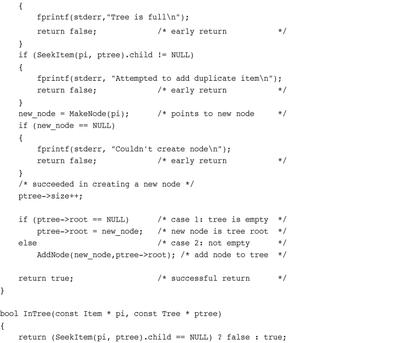 {
        fprintf(stderr,"Tree is full\n");
        return false;             /* early return           */
    }
    if (SeekItem(pi, ptree).child != NULL)
    {
        fprintf(stderr, "Attempted to add duplicate item\n");
        return false;             /* early return           */
    }
    new_node = MakeNode(pi);      /* points to new node     */
    if (new_node == NULL)
    {
        fprintf(stderr, "Couldn't create node\n");
        return false;             /* early return           */
    }
    /* succeeded in creating a new node */
    ptree->size++;

    if (ptree->root == NULL)      /* case 1: tree is empty  */
        ptree->root = new_node;   /* new node is tree root  */
    else                          /* case 2: not empty      */
        AddNode(new_node,ptree->root); /* add node to tree  */

    return true;                  /* successful return      */
}

bool InTree(const Item * pi, const Tree * ptree)
{
    return (SeekItem(pi, ptree).child == NULL) ? false : true;